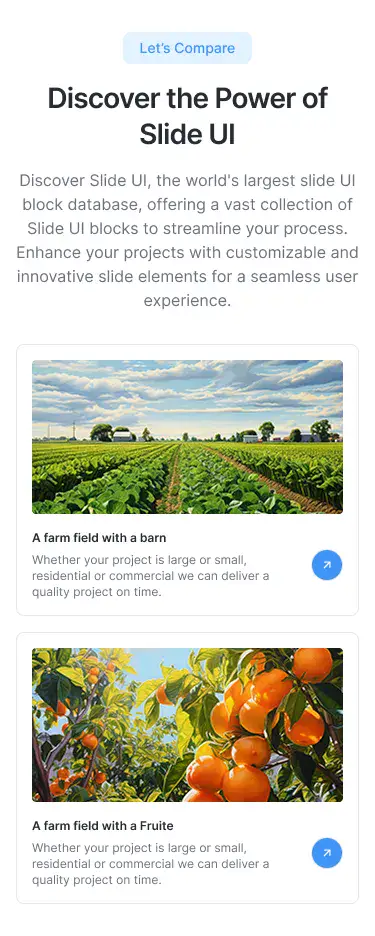 Let's Compare
Discover the Power of
Slide UI
Discover Slide UI, the world's largest slide UI
block database, offering a vast collection of
Slide UI blocks to streamline your process.
Enhance your projects with customizable and
innovative slide elements for a seamless user
experience.
A farm field with a barn
Whether your project is large or small,
residential or commercial we can deliver a
quality project on time.
A farm field with a Fruite
Whether your project is large or small,
residential or commercial we can deliver a
quality project on time.